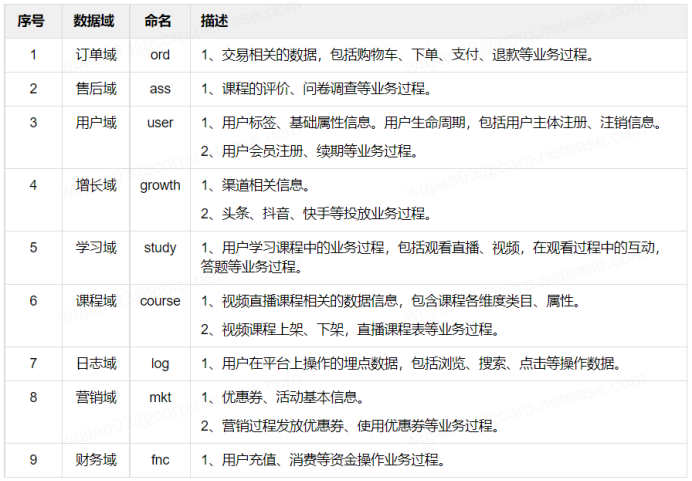 序号 数据域 命名 描述
1 订单域 ord 1、交易相关的数据，包括购物车、下单、支付、退款等业务过程。
2 售后域 ass 1、课程的评价、问卷调查等业务过程。
3 用户域 user 1、用户标签、基础属性信息。用户生命周期，包括用户主体注册、注销信息。
2、用户会员注册、续期等业务过程。
4 增长域 growth 1、渠道相关信息。
2、头条、抖音、快手等投放业务过程。
5 学习域 study 1、用户学习课程中的业务过程，包括观看直播、视频，在观看过程中的互动，
答题等业务过程。
6 课程域 course 1、视频直播课程相关的数据信息，包含课程各维度类目、属性。
2、视频课程上架、下架，直播课程表等业务过程。
7 日志域 log 1、用户在平台上操作的埋点数据，包括浏览、搜索、点击等操作数据。
8 营销域 mkt 1、优惠券、活动基本信息。
2、营销过程发放优惠券、使用优惠券等业务过程。
9 财务域 fnc 1、用户充值、消费等资金操作业务过程。
wujian03@corp.netease.com